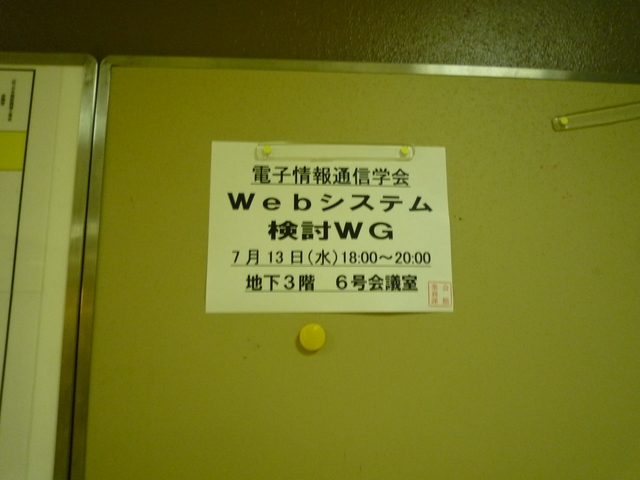 電子情報通信学会
Ｗｅｂシステム
検討ＷＧ
７月１３日(水)18:00～20:00
地下３階　６号会議室